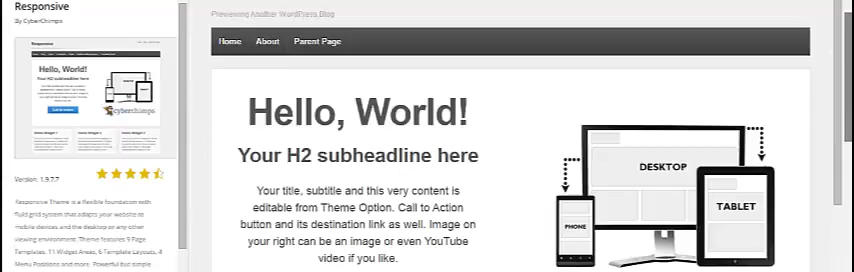 Responsive
By CyberChimps
Responsive
Hello, World!
Your H2 subheadline here
cyberchimps
Version: 1.9.7.7
Responsive Theme is a flexible foundation with
fluid grid system that adapts your website to
mobile devices and the desktop or any other
viewing environment. Theme features 9 Page
Templates, 11 Widget Areas, 6 Template Layouts, 4
Menu Positions and more. Powerful but simple
Previewing Another WordPress Blog
Home About Parent Page
Hello, World!
Your H2 subheadline here
Your title, subtitle and this very content is
editable from Theme Option. Call to Action
button and its destination link as well. Image on
your right can be an image or even YouTube
video if you like.
DESKTOP
TABLET
PHONE